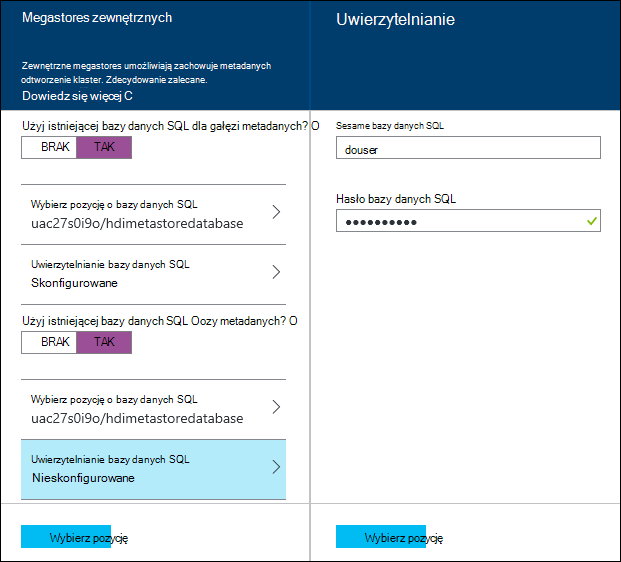 Megastores zewnętrznych
Zewnętrzne megastores umożliwiają zachowuje metadanych
odtworzenie klaster. Zdecydowanie zalecane.
Dowiedz się więcej C
Użyj istniejącej bazy danych SQL dla gałęzi metadanych? O
BRAK TAK
Wybierz pozycję o bazy danych SQL
uac27s0i9o/hdimetastoredatabase
Uwierzytelnianie bazy danych SQL
Skonfigurowane
Użyj istniejącej bazy danych SQL Oozy metadanych? O
BRAK TAK
Wybierz pozycję o bazy danych SQL
uac27s0i9o/hdimetastoredatabase
Uwierzytelnianie bazy danych SQL
Nieskonfigurowane
Wybierz pozycję
Uwierzytelnianie
Sesame bazy danych SQL
douser
Hasło bazy danych SQL
●●●●●●●●●●
Wybierz pozycję